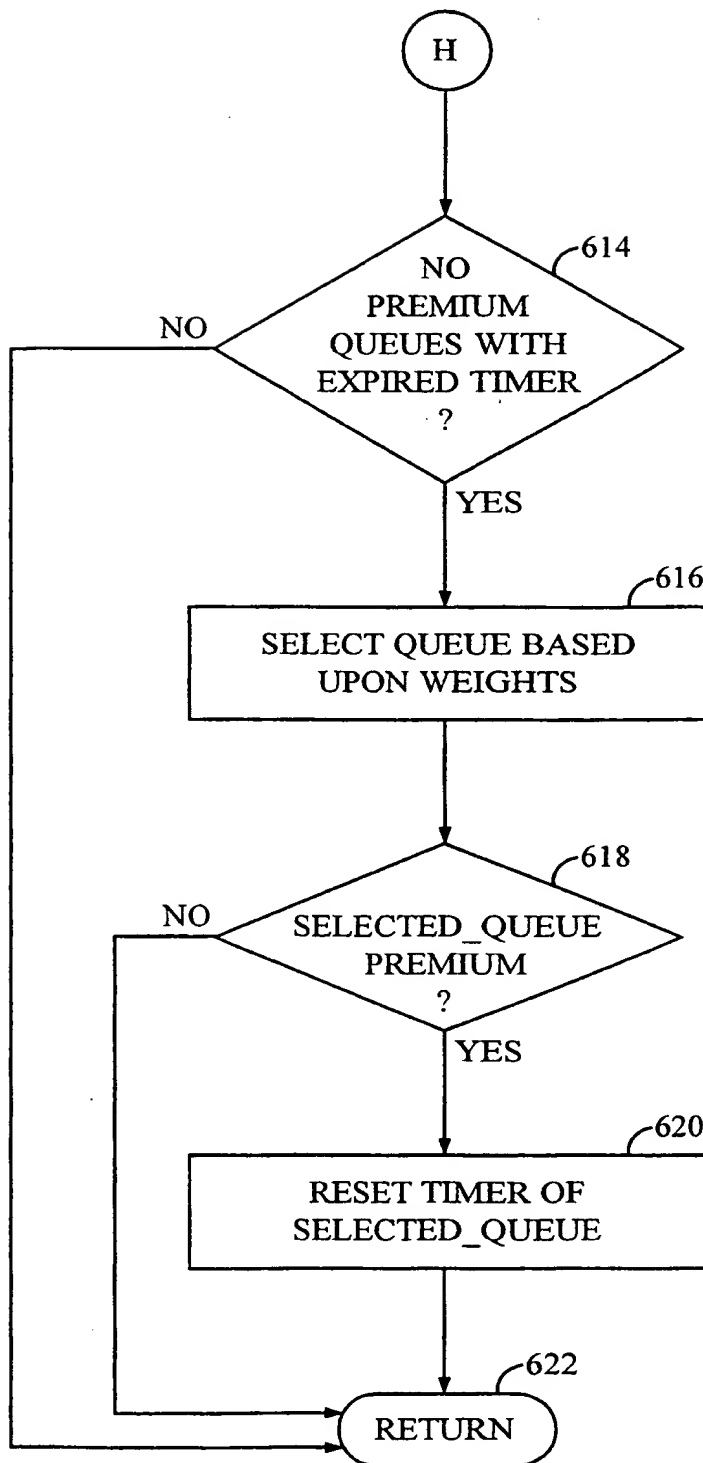 H
614
NO
PREMIUM
QUEUES WITH
EXPIRED TIMER
?
NO
YES
616
SELECT QUEUE BASED
UPON WEIGHTS
618
NO
SELECTED_QUEUE
PREMIUM
?
YES
620
RESET TIMER OF
SELECTED_QUEUE
622
RETURN